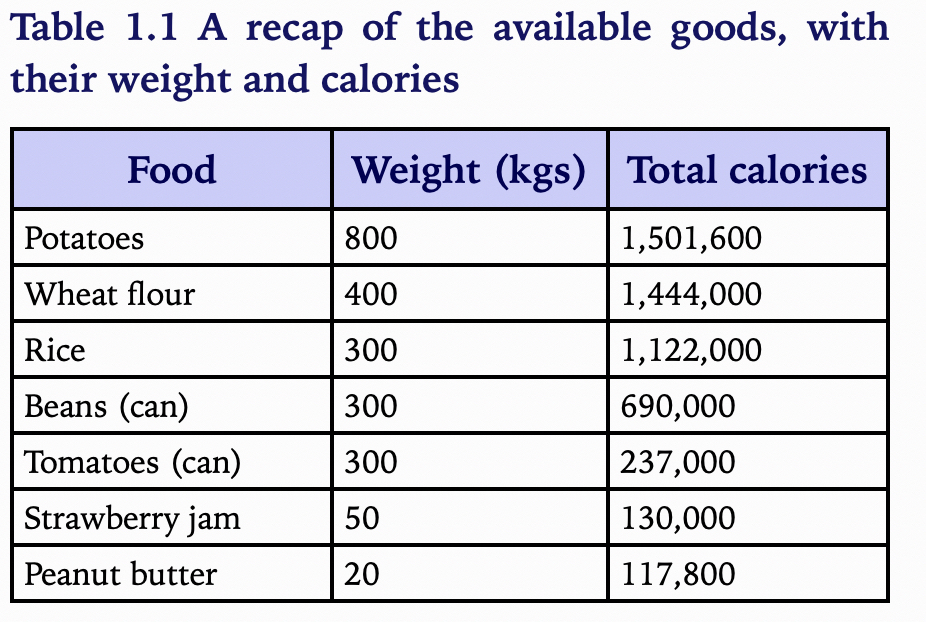 Table 1.1 A recap of the available goods, with
their weight and calories
Food Weight (kgs) Total calories
Potatoes 800 1,501,600
Wheat flour 400 1,444,000
Rice 300 1,122,000
Beans (can) 300 690,000
Tomatoes (can) 300 237,000
Strawberry jam 50 130,000
Peanut butter 20 117,800